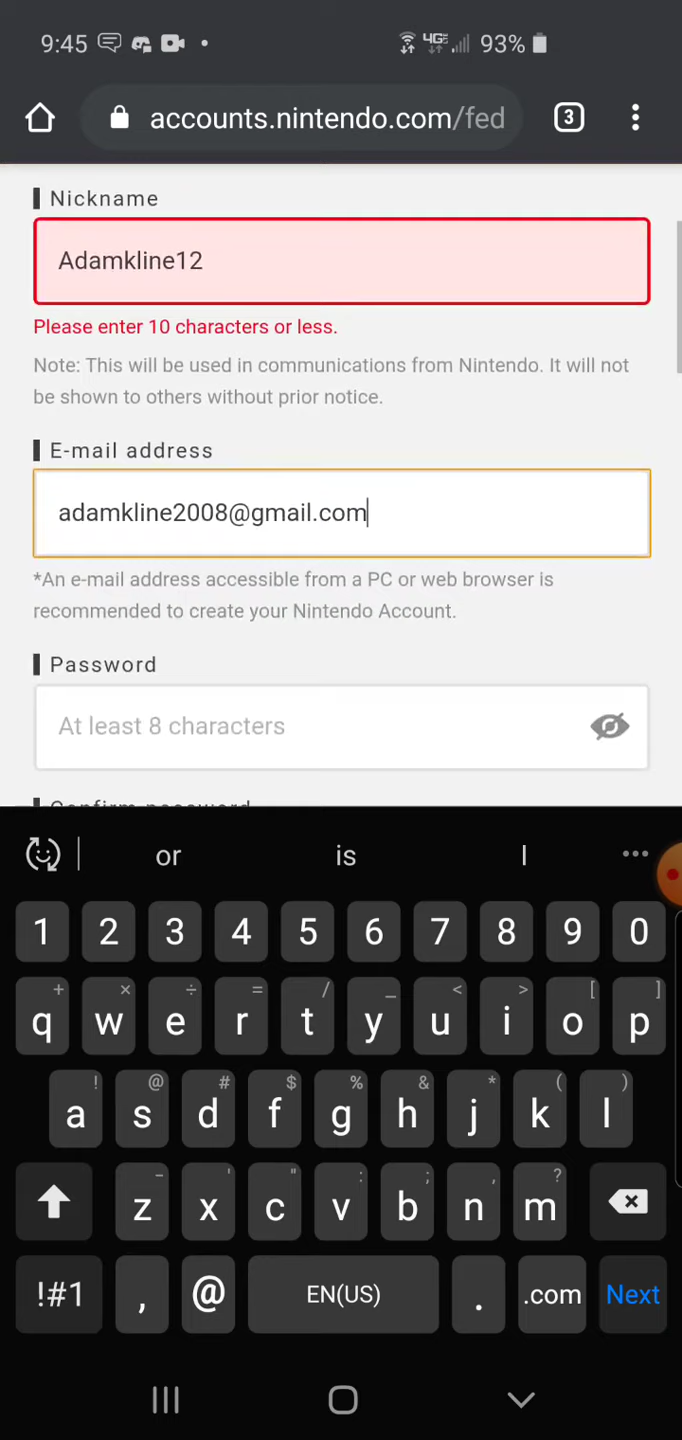 9:45 4GE 93%
accounts.nintendo.com/fed 3
Nickname
Adamkline12
Please enter 10 characters or less.
Note: This will be used in communications from Nintendo. It will not
be shown to others without prior notice.
E-mail address
adamkline2008@gmail.com
*An e-mail address accessible from a PC or web browser is
recommended to create your Nintendo Account.
Password
At least 8 characters
Confirm password
or is I •••
1 2 3 4 5 6 7 8 9 0
+ × ÷ = / _ < > [ ]
q w e r t y u i o p
! @ # $ % & * ( )
a s d f g h j k l
- ' " : ; , ?
z x c v b n m
!#1 , @ EN(US) . .com Next